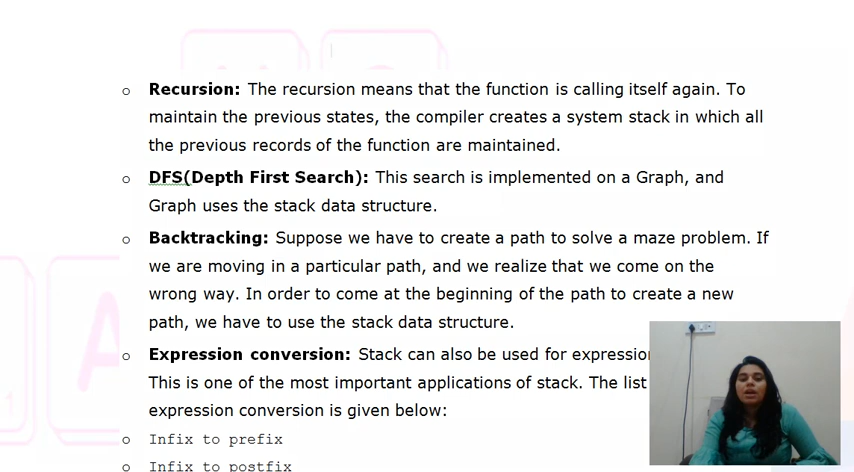 o Recursion: The recursion means that the function is calling itself again. To
maintain the previous states, the compiler creates a system stack in which all
the previous records of the function are maintained.
o DFS(Depth First Search): This search is implemented on a Graph, and
Graph uses the stack data structure.
o Backtracking: Suppose we have to create a path to solve a maze problem. If
we are moving in a particular path, and we realize that we come on the
wrong way. In order to come at the beginning of the path to create a new
path, we have to use the stack data structure.
o Expression conversion: Stack can also be used for
This is one of the most important applications of stack. The list
expression conversion is given below:
o Infix to prefix
o Infix to postfix
A
1